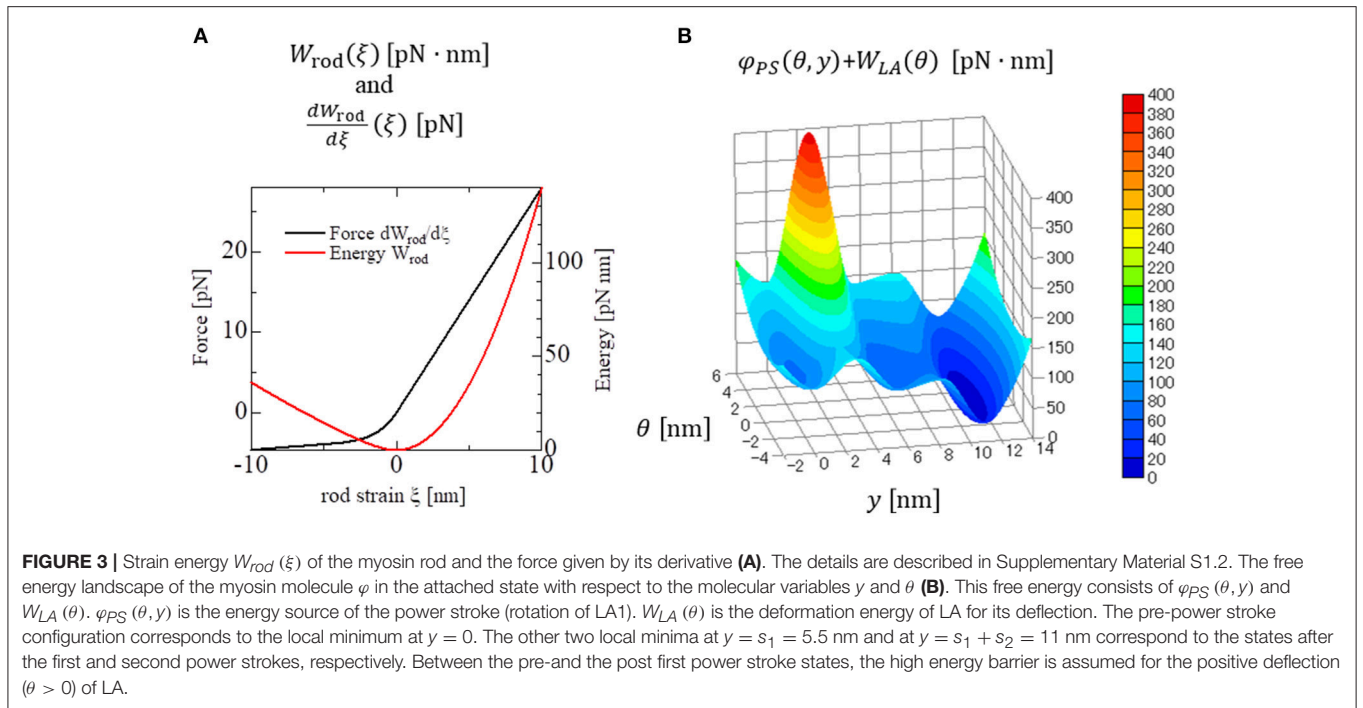 A
W_rod(ξ) [pN · nm]
and
dW_rod/dξ (ξ) [pN]
Force dW_rod/dξ
Energy W_rod
Force [pN]
20
10
0
Energy [pN nm]
100
50
0
-10 0 10
rod strain ξ [nm]
B
φ_PS(θ, y)+W_LA(θ) [pN · nm]
400
380
360
340
320
300
280
260
240
220
200
180
160
140
120
100
80
60
40
20
0
400
350
300
250
200
150
100
50
0
6
4
2
0
−2
−4
θ [nm]
−2 0 2 4 6 8 10 12 14
y [nm]
FIGURE 3 | Strain energy W_rod (ξ) of the myosin rod and the force given by its derivative (A). The details are described in Supplementary Material S1.2. The free
energy landscape of the myosin molecule φ in the attached state with respect to the molecular variables y and θ (B). This free energy consists of φ_PS (θ, y) and
W_LA (θ). φ_PS (θ, y) is the energy source of the power stroke (rotation of LA1). W_LA (θ) is the deformation energy of LA for its deflection. The pre-power stroke
configuration corresponds to the local minimum at y = 0. The other two local minima at y = s₁ = 5.5 nm and at y = s₁ + s₂ = 11 nm correspond to the states after
the first and second power strokes, respectively. Between the pre-and the post first power stroke states, the high energy barrier is assumed for the positive deflection
(θ > 0) of LA.